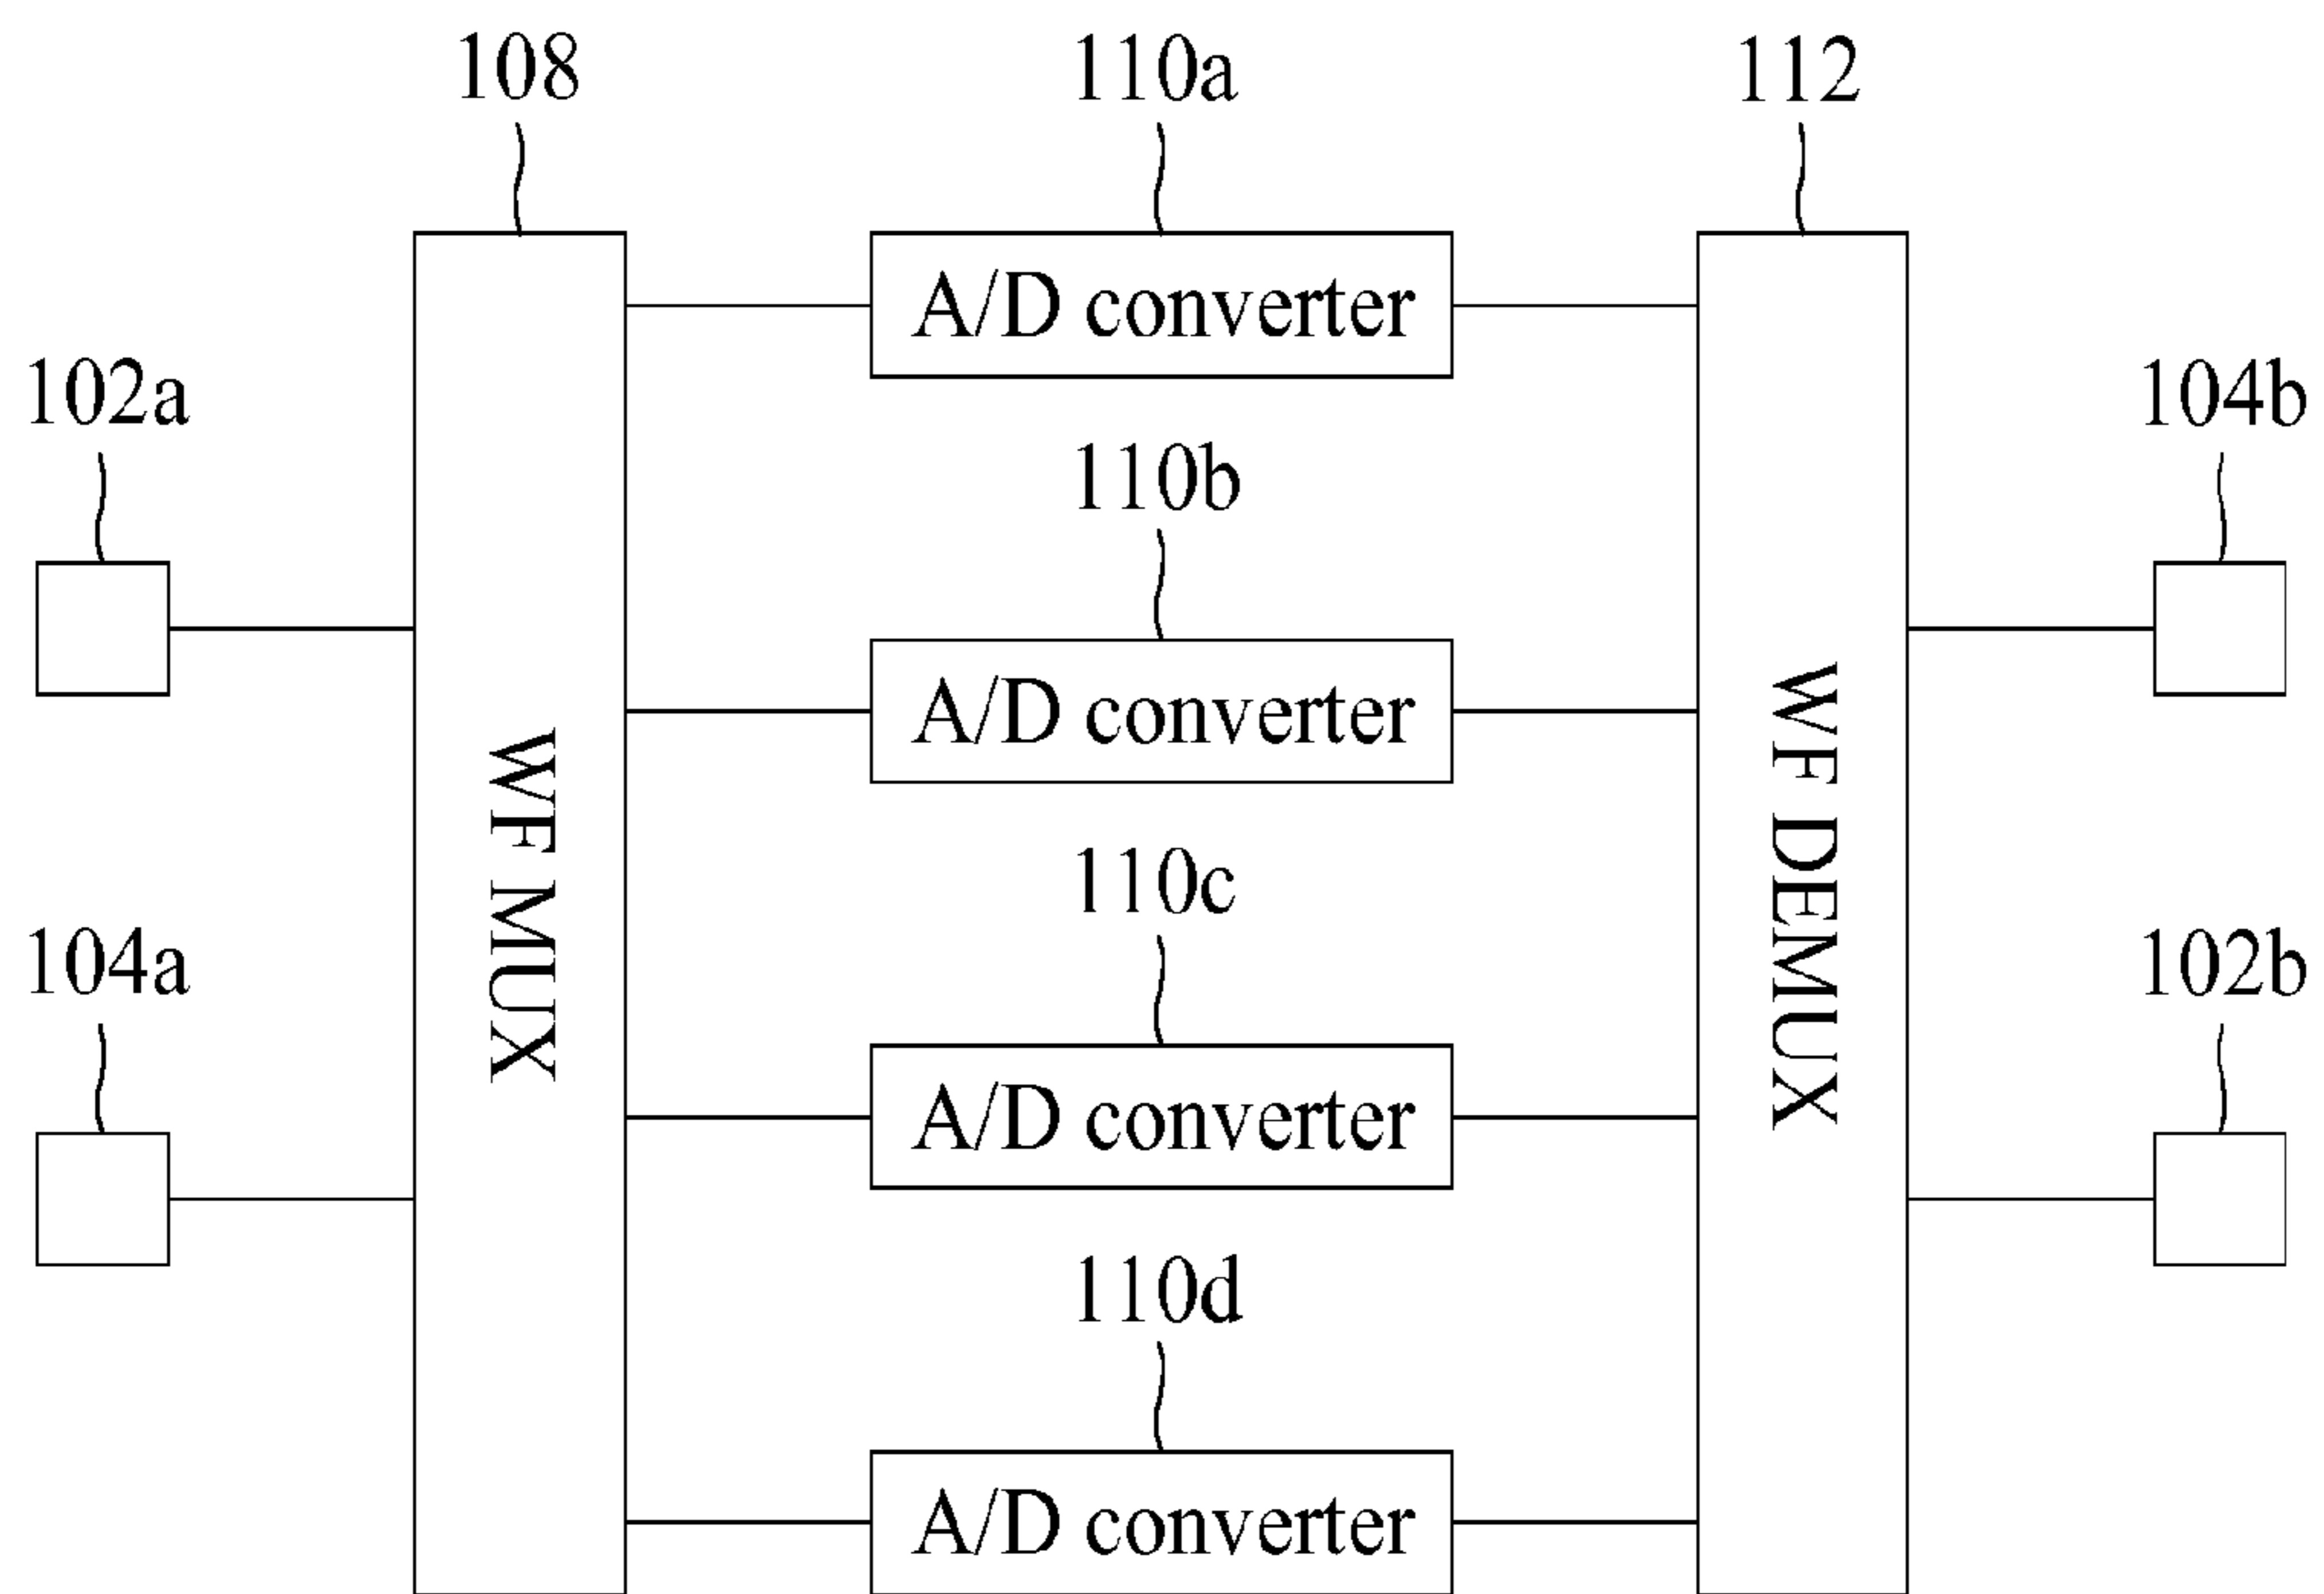 108
110a
112
A/D converter
102a
104b
110b
A/D converter
WF MUX
WF DEMUX
110c
104a
102b
A/D converter
110d
A/D converter